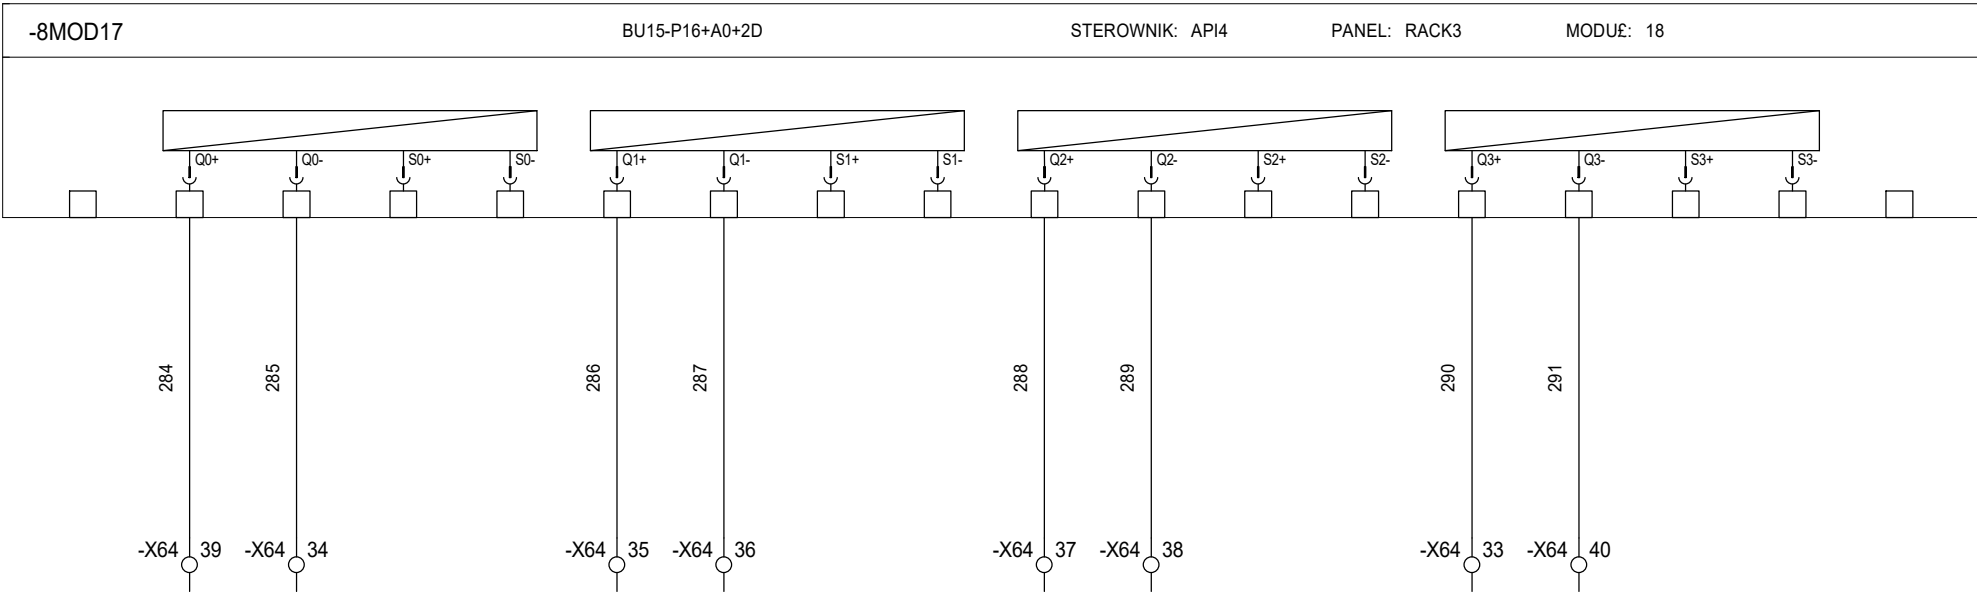 -8MOD17 BU15-P16+A0+2D STEROWNIK: API4 PANEL: RACK3 MODU£: 18
Q0+ Q0- S0+ S0- Q1+ Q1- S1+ S1- Q2+ Q2- S2+ S2- Q3+ Q3- S3+ S3-
284 285 286 287 288 289 290 291
-X64 39 -X64 34 -X64 35 -X64 36 -X64 37 -X64 38 -X64 33 -X64 40